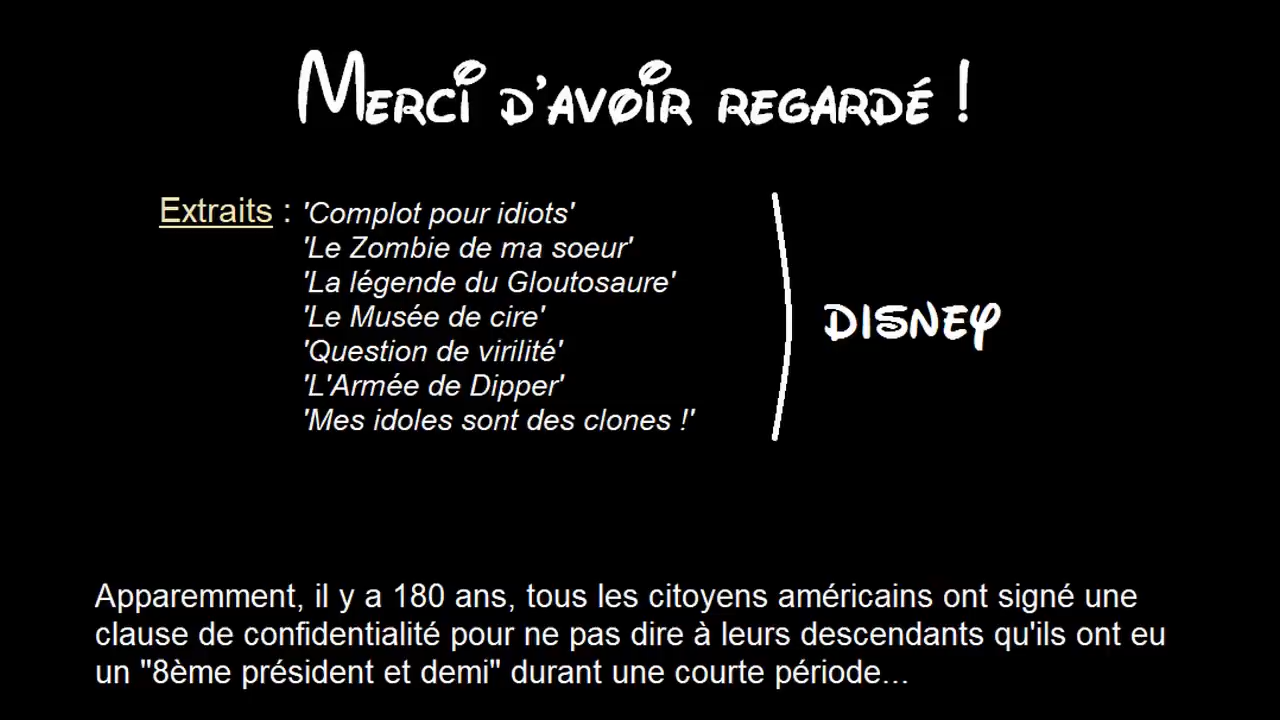 Merci d'avoir regardé !
Extraits : 'Complot pour idiots'
'Le Zombie de ma soeur'
'La légende du Gloutosaure'
'Le Musée de cire'
'Question de virilité'
'L'Armée de Dipper'
'Mes idoles sont des clones !'
DISNEY
Apparemment, il y a 180 ans, tous les citoyens américains ont signé une
clause de confidentialité pour ne pas dire à leurs descendants qu'ils ont eu
un "8ème président et demi" durant une courte période...